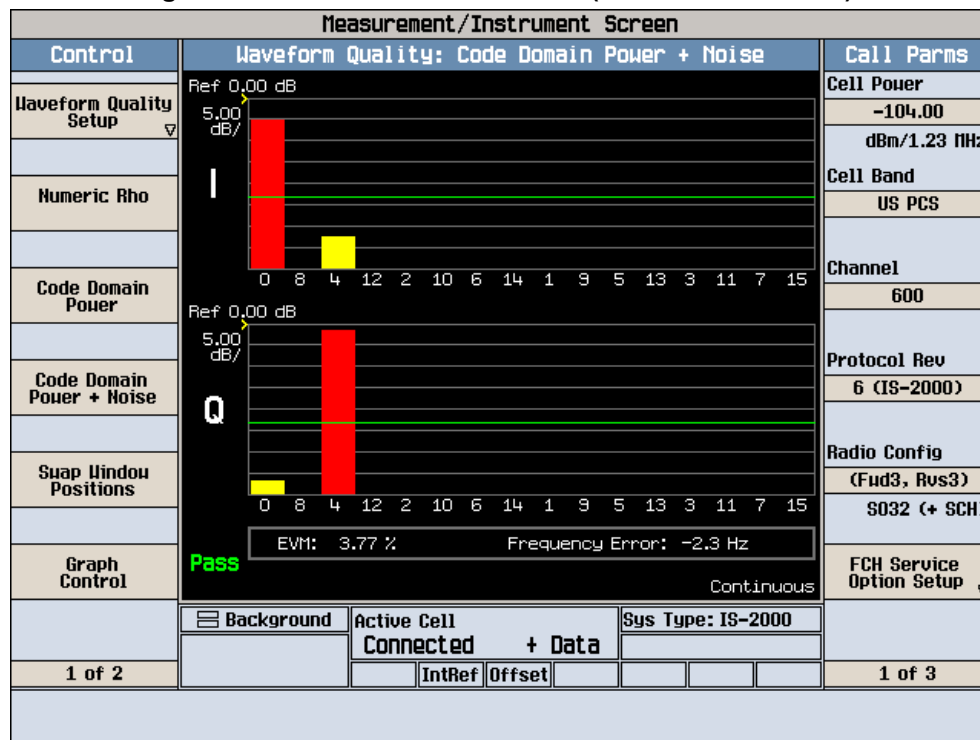 Measurement/Instrument Screen
Control
Waveform Quality: Code Domain Power + Noise
Call Parms
Waveform Quality
Setup
Numeric Rho
Code Domain
Power
Code Domain
Power + Noise
Swap Window
Positions
Graph
Control
1 of 2
Ref 0.00 dB
5.00
dB/
I
0 8 4 12 2 10 6 14 1 9 5 13 3 11 7 15
Ref 0.00 dB
5.00
dB/
Q
0 8 4 12 2 10 6 14 1 9 5 13 3 11 7 15
EVM: 3.77 % Frequency Error: -2.3 Hz
Pass
Continuous
Background
Active Cell
Connected + Data
Sys Type: IS-2000
IntRef Offset
Cell Power
-104.00
dBm/1.23 MHz
Cell Band
US PCS
Channel
600
Protocol Rev
6 (IS-2000)
Radio Config
(Fwd3, Rvs3)
SO32 (+ SCH
FCH Service
Option Setup
1 of 3